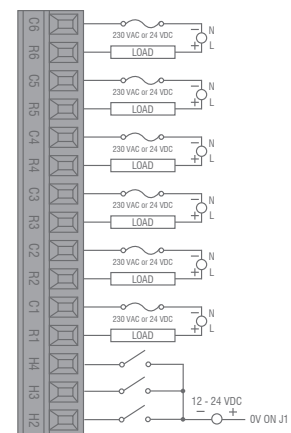 C6
N
230 VAC or 24 VDC
R6
LOAD
L
C5
N
230 VAC or 24 VDC
R5
LOAD
L
C4
N
230 VAC or 24 VDC
R4
LOAD
L
C3
N
230 VAC or 24 VDC
R3
LOAD
L
C2
N
230 VAC or 24 VDC
R2
LOAD
L
C1
N
230 VAC or 24 VDC
R1
LOAD
L
H4
H3
12 - 24 VDC
H2
− +
0V ON J1